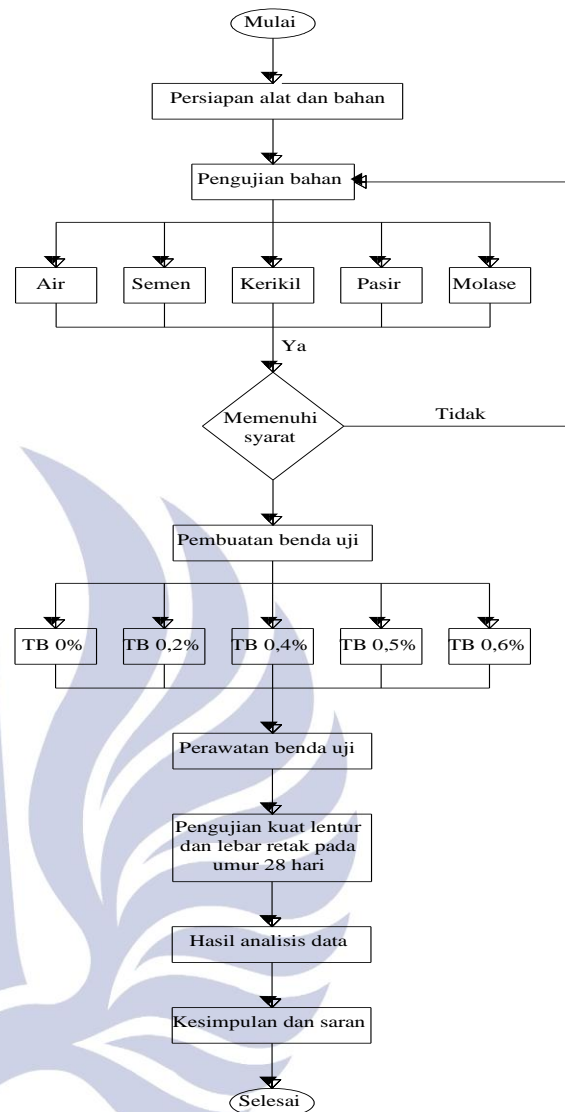 Mulai
Persiapan alat dan bahan
Pengujian bahan
Air
Semen
Kerikil
Pasir
Molase
Ya
Memenuhi
syarat
Tidak
Pembuatan benda uji
TB 0%
TB 0,2%
TB 0,4%
TB 0,5%
TB 0,6%
Perawatan benda uji
Pengujian kuat lentur
dan lebar retak pada
umur 28 hari
Hasil analisis data
Kesimpulan dan saran
Selesai